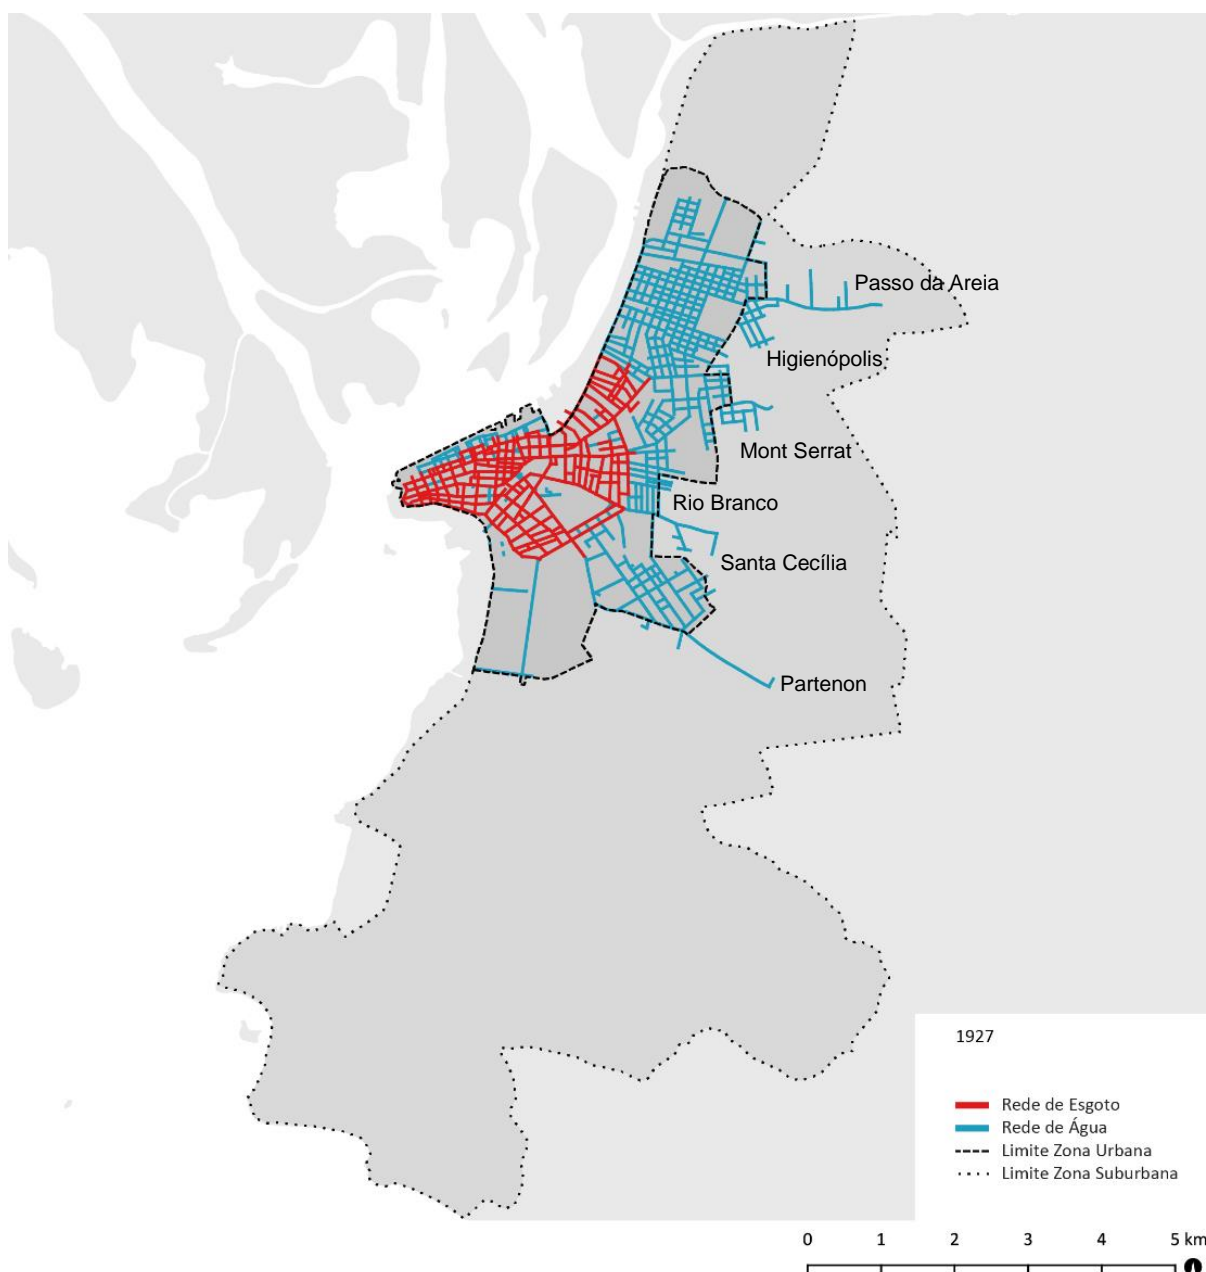 Passo da Areia
Higienópolis
Mont Serrat
Rio Branco
Santa Cecília
Partenon
1927
Rede de Esgoto
Rede de Água
Limite Zona Urbana
Limite Zona Suburbana
0 1 2 3 4 5 km